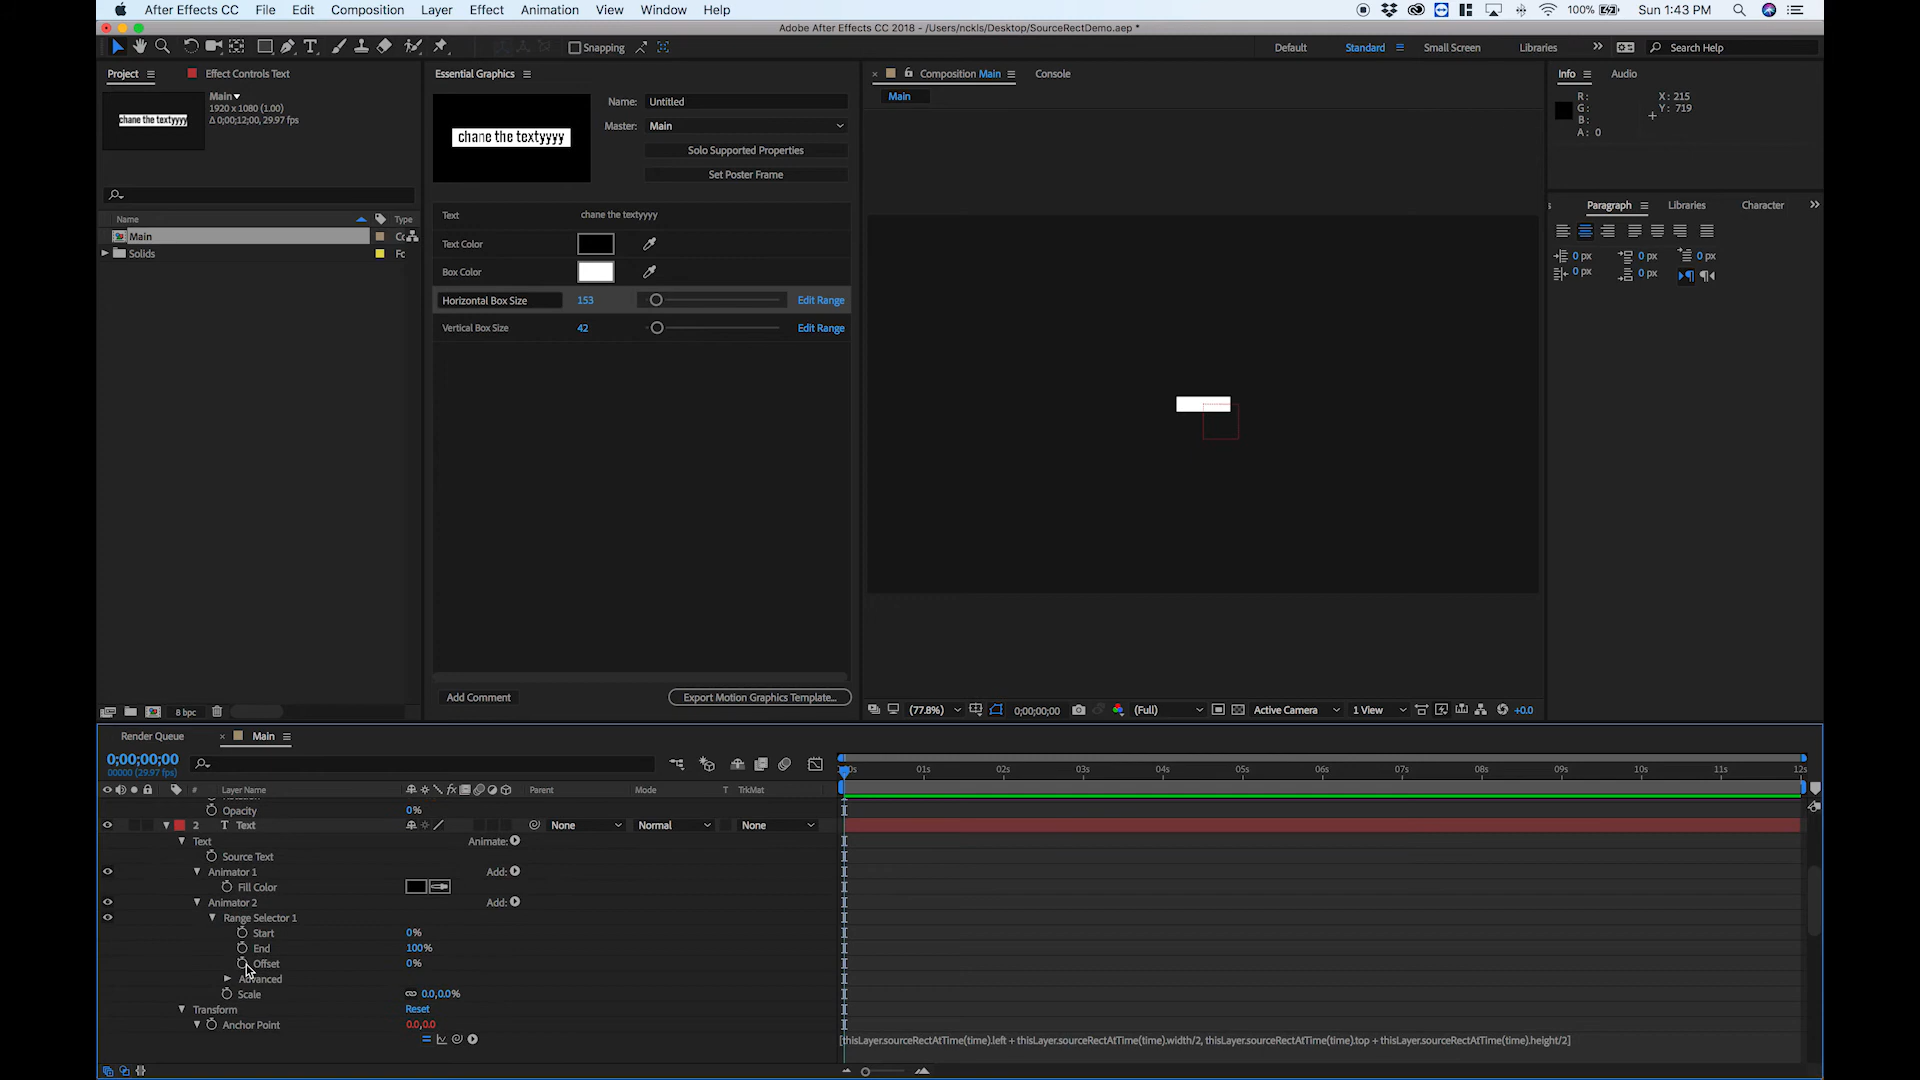 After Effects CC File Edit Composition Layer Effect Animation View Window Help 100% Sun 1:43 PM
Adobe After Effects CC 2018 - /Users/nckls/Desktop/SourceRectDemo.aep *
Snapping Default Standard Small Screen Libraries Search Help
Project Effect Controls Text
Main
1920 x 1080 (1.00)
Δ 0;00;12;00, 29.97 fps
chane the textyyyy
Name Type
Main
Solids Fc
8 bpc
Essential Graphics
Name: Untitled
Master: Main
Solo Supported Properties
Set Poster Frame
chane the textyyyy
Text chane the textyyyy
Text Color
Box Color
Horizontal Box Size 153 Edit Range
Vertical Box Size 42 Edit Range
Add Comment Export Motion Graphics Template...
Composition Main Console
Main
(77.8%) 0;00;00;00 (Full) Active Camera 1 View +0.0
Info Audio
R: X: 215
G: Y: 719
B:
A: 0
Paragraph Libraries Character
0 px 0 px 0 px
0 px 0 px
Render Queue Main
0;00;00;00
00000 (29.97 fps)
# Layer Name Parent Mode T TrkMat
01s 02s 03s 04s 05s 06s 07s 08s 09s 10s 11s 12s
Opacity 0%
2 T Text None Normal None
Text Animate:
Source Text
Animator 1 Add:
Fill Color
Animator 2 Add:
Range Selector 1
Start 0%
End 100%
Offset 0%
Advanced
Scale 0.0,0.0%
Transform Reset
Anchor Point 0.0,0.0
[thisLayer.sourceRectAtTime(time).left + thisLayer.sourceRectAtTime(time).width/2, thisLayer.sourceRectAtTime(time).top + thisLayer.sourceRectAtTime(time).height/2]